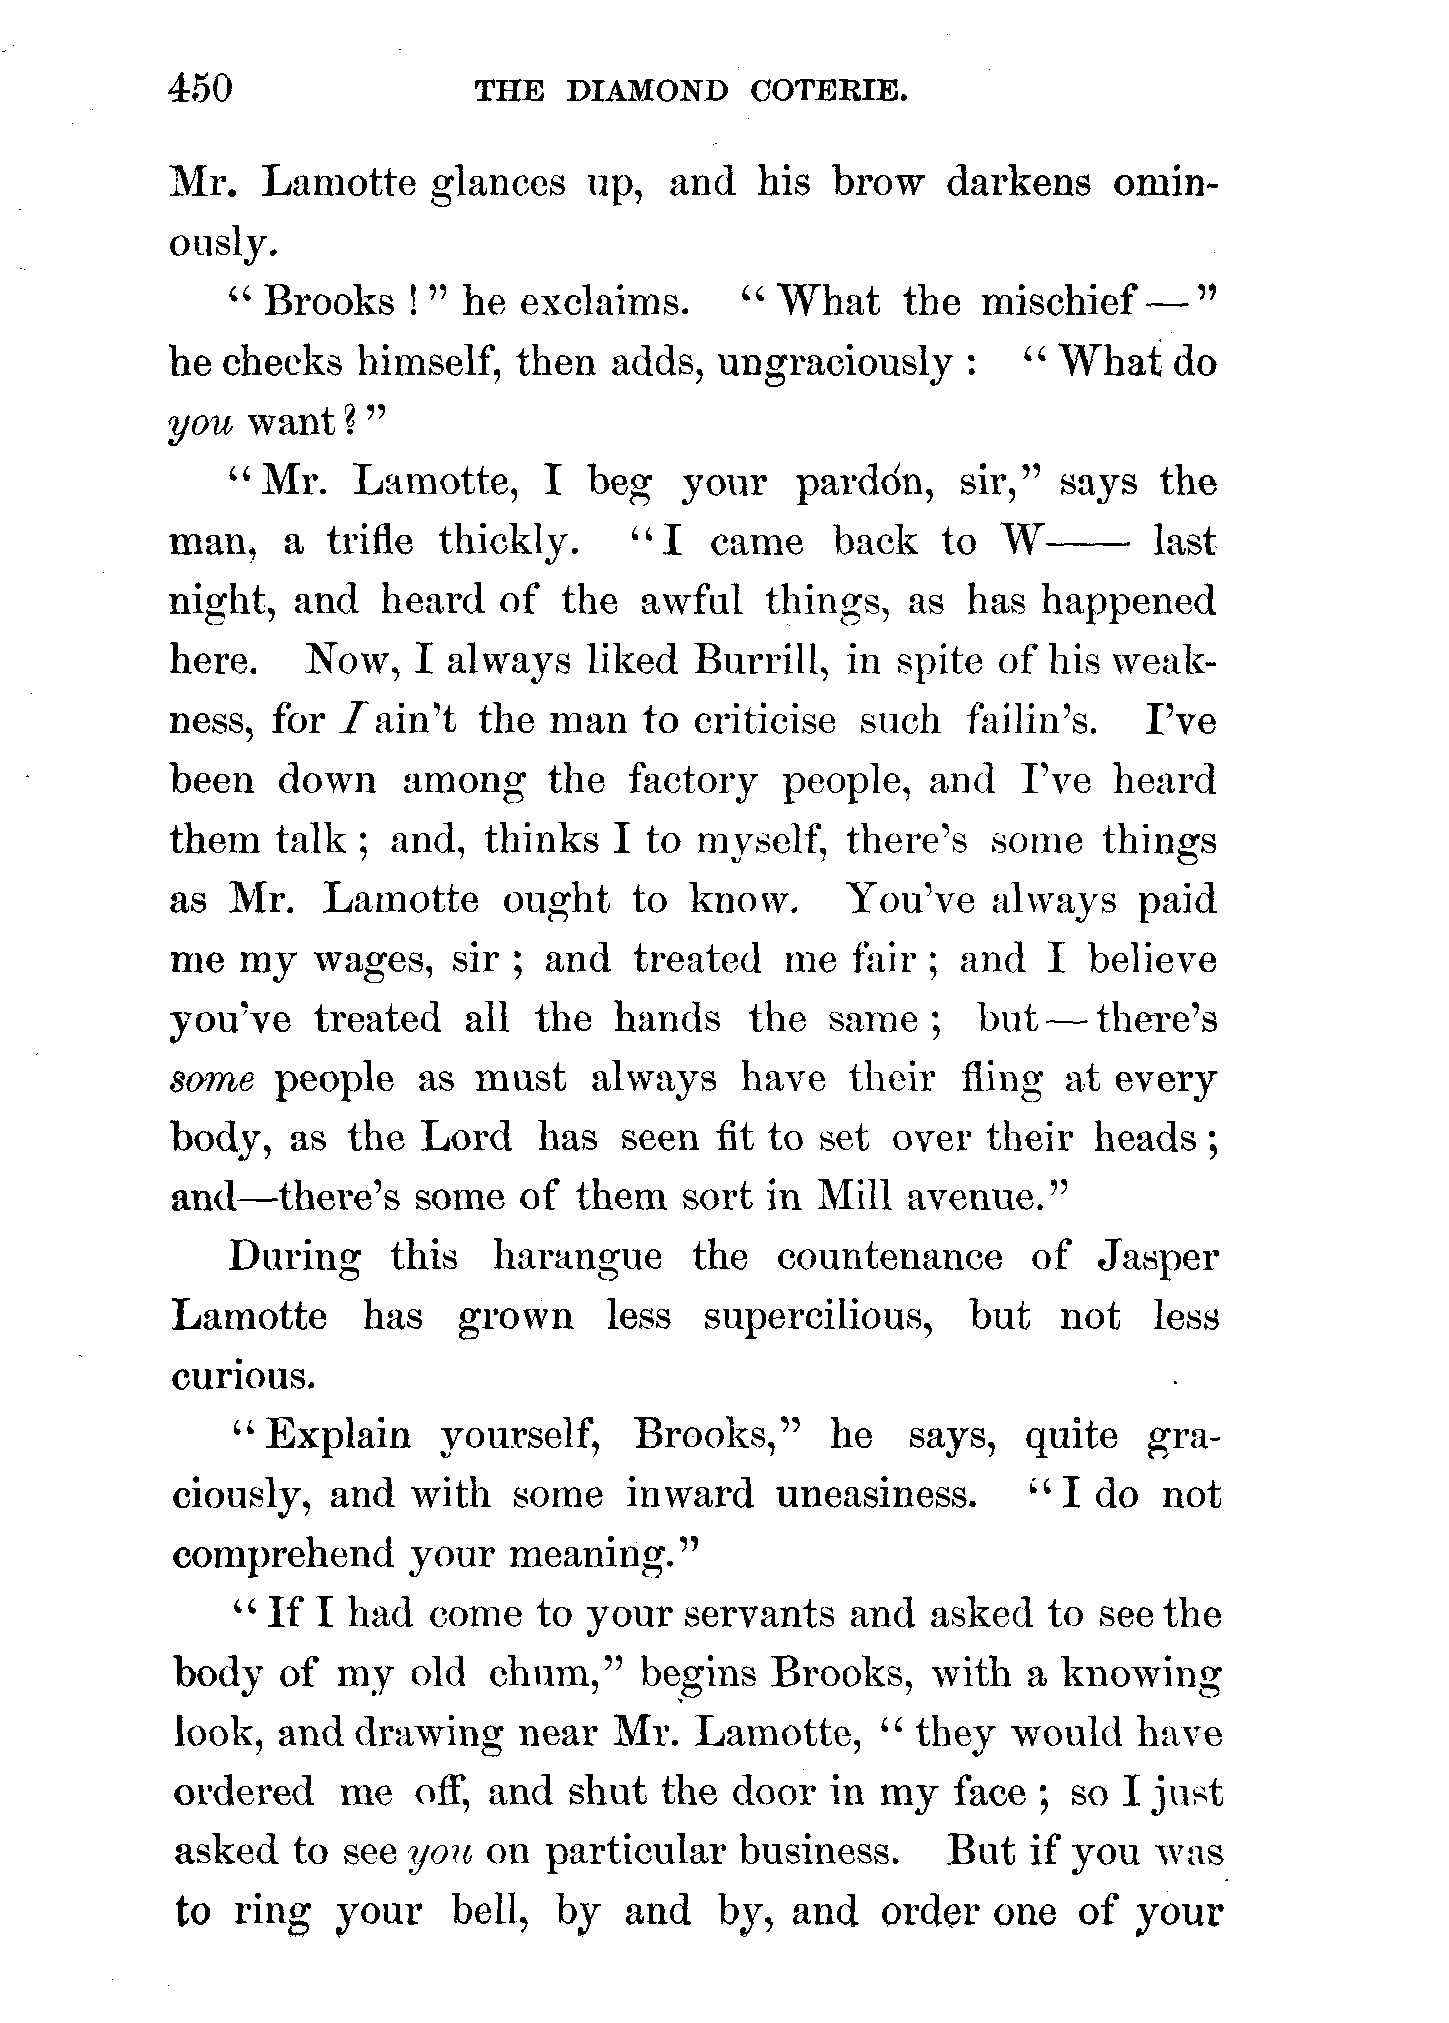 450 THE DIAMOND COTERIE.
Mr. Lamotte glances up, and his brow darkens omin-
ously.
“ Brooks ! ” he exclaims. “ What the mischief — ”
he checks himself, then adds, ungraciously : “ What do
you want ? ”
“ Mr. Lamotte, I beg your pardon, sir,” says the
man, a trifle thickly. “ I came back to W—— last
night, and heard of the awful things, as has happened
here. Now, I always liked Burrill, in spite of his weak-
ness, for I ain’t the man to criticise such failin’s. I’ve
been down among the factory people, and I’ve heard
them talk ; and, thinks I to myself, there’s some things
as Mr. Lamotte ought to know. You’ve always paid
me my wages, sir ; and treated me fair ; and I believe
you’ve treated all the hands the same ; but — there’s
some people as must always have their fling at every
body, as the Lord has seen fit to set over their heads ;
and—there’s some of them sort in Mill avenue.”
During this harangue the countenance of Jasper
Lamotte has grown less supercilious, but not less
curious.
“ Explain yourself, Brooks,” he says, quite gra-
ciously, and with some inward uneasiness. “ I do not
comprehend your meaning.”
“ If I had come to your servants and asked to see the
body of my old chum,” begins Brooks, with a knowing
look, and drawing near Mr. Lamotte, “ they would have
ordered me off, and shut the door in my face ; so I just
asked to see you on particular business. But if you was
to ring your bell, by and by, and order one of your